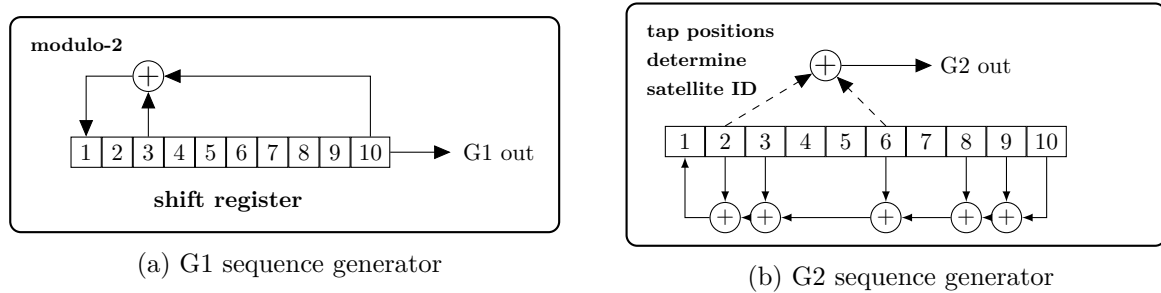 modulo-2
+
1 2 3 4 5 6 7 8 9 10
G1 out
shift register
(a) G1 sequence generator
tap positions
determine
satellite ID
+
G2 out
1 2 3 4 5 6 7 8 9 10
+ + + + +
(b) G2 sequence generator